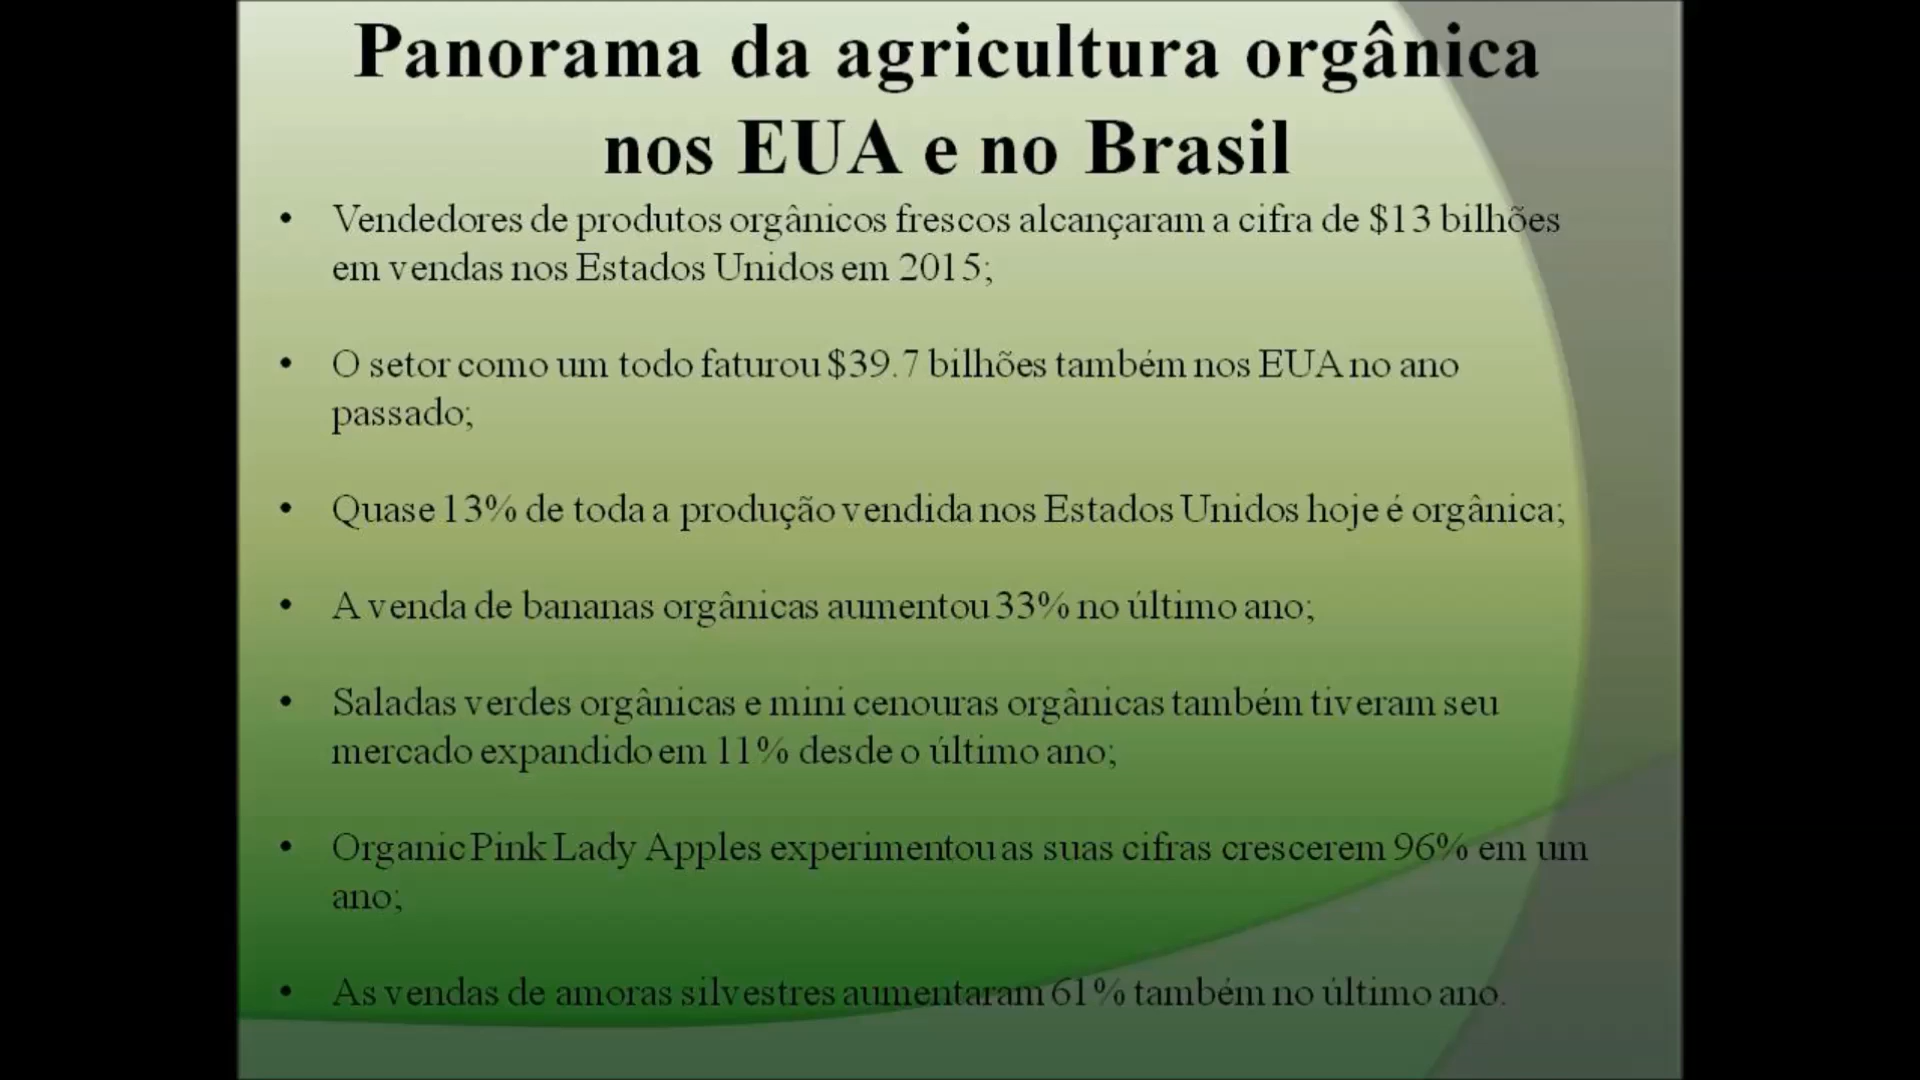 Panorama da agricultura orgânica
nos EUA e no Brasil
• Vendedores de produtos orgânicos frescos alcançaram a cifra de $13 bilhões
em vendas nos Estados Unidos em 2015;
• O setor como um todo faturou $39.7 bilhões também nos EUA no ano
passado;
• Quase 13% de toda a produção vendida nos Estados Unidos hoje é orgânica;
• A venda de bananas orgânicas aumentou 33% no último ano;
• Saladas verdes orgânicas e mini cenouras orgânicas também tiveram seu
mercado expandido em 11% desde o último ano;
• Organic Pink Lady Apples experimentou as suas cifras crescerem 96% em um
ano;
• As vendas de amoras silvestres aumentaram 61% também no último ano.